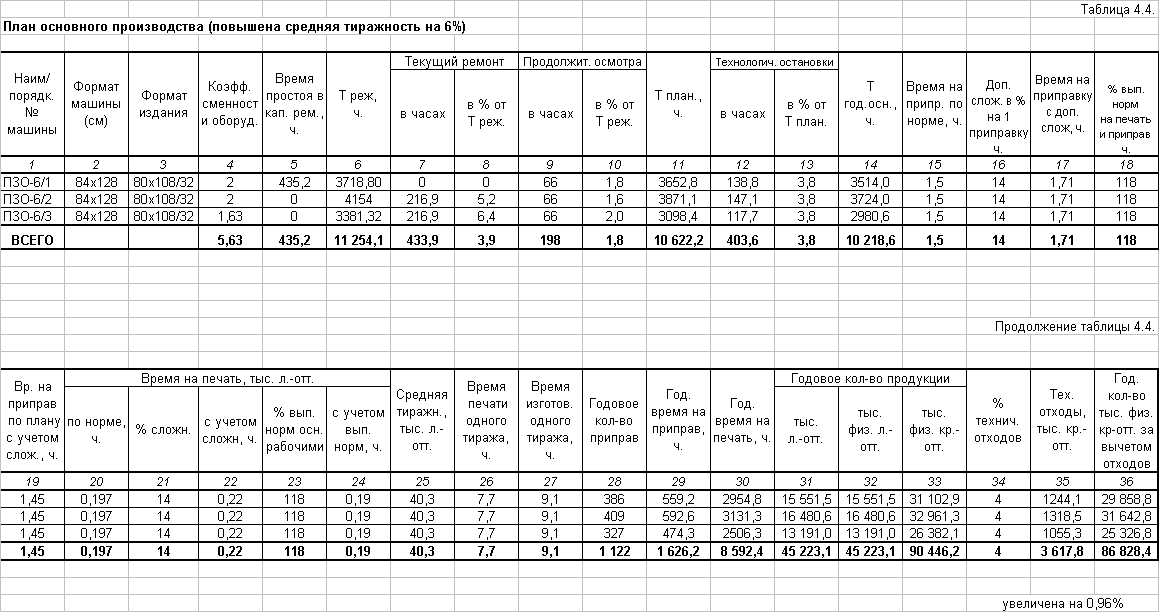 Таблица 4.4.
План основного производства (повышена средняя тиражность на 6%)
Наим/ порядк. № машины | Формат машины (см) | Формат издания | Коэфф. сменност и оборуд. | Время простоя в кап. рем., ч. | Т реж, ч. | Текущий ремонт | Продолжит. осмотра | Т план., ч. | Технологич. остановки | Т год.осн., ч. | Время на припр. по норме, ч. | Доп. слож. в % на 1 приправку ч. | Время на приправку с доп. слож, ч. | % вып. норм на печать и приправ ч.
в часах | в % от Т реж. | в часах | в % от Т реж. | в часах | в % от Т план.
1 2 3 4 5 6 7 8 9 10 11 12 13 14 15 16 17 18
ПЗО-6/1 84х128 80х108/32 2 435,2 3718,80 0 0 66 1,8 3652,8 138,8 3,8 3514,0 1,5 14 1,71 118
ПЗО-6/2 84х128 80х108/32 2 0 4154 216,9 5,2 66 1,6 3871,1 147,1 3,8 3724,0 1,5 14 1,71 118
ПЗО-6/3 84х128 80х108/32 1,63 0 3381,32 216,9 6,4 66 2,0 3098,4 117,7 3,8 2980,6 1,5 14 1,71 118
ВСЕГО 5,63 435,2 11 254,1 433,9 3,9 198 1,8 10 622,2 403,6 3,8 10 218,6 1,5 14 1,71 118
Продолжение таблицы 4.4.
Вр. на приправ по плану с учетом слож., ч. | Время на печать, тыс. л.-отт. | Средняя тиражн., тыс. л.-отт. | Время печати одного тиража, ч. | Время изготов. одного тиража, ч. | Годовое кол-во приправ | Год. время на приправ, ч. | Год. время на печать, ч. | Годовое кол-во продукции | % технич. отходов | Тех. отходы, тыс. кр.-отт. | Год. кол-во тыс. физ. кр-отт. за вычетом отходов
по норме, ч. | % сложн. | с учетом сложн, ч. | % вып. норм осн. рабочими | с учетом вып. норм, ч. | тыс. л.-отт. | тыс. физ. л.-отт. | тыс. физ. кр.-отт.
19 20 21 22 23 24 25 26 27 28 29 30 31 32 33 34 35 36
1,45 0,197 14 0,22 118 0,19 40,3 7,7 9,1 386 559,2 2954,8 15 551,5 15 551,5 31 102,9 4 1244,1 29 858,8
1,45 0,197 14 0,22 118 0,19 40,3 7,7 9,1 409 592,6 3131,3 16 480,6 16 480,6 32 961,3 4 1318,5 31 642,8
1,45 0,197 14 0,22 118 0,19 40,3 7,7 9,1 327 474,3 2506,3 13 191,0 13 191,0 26 382,1 4 1055,3 25 326,8
1,45 0,197 14 0,22 118 0,19 40,3 7,7 9,1 1 122 1 626,2 8 592,4 45 223,1 45 223,1 90 446,2 4 3 617,8 86 828,4
увеличена на 0,96%